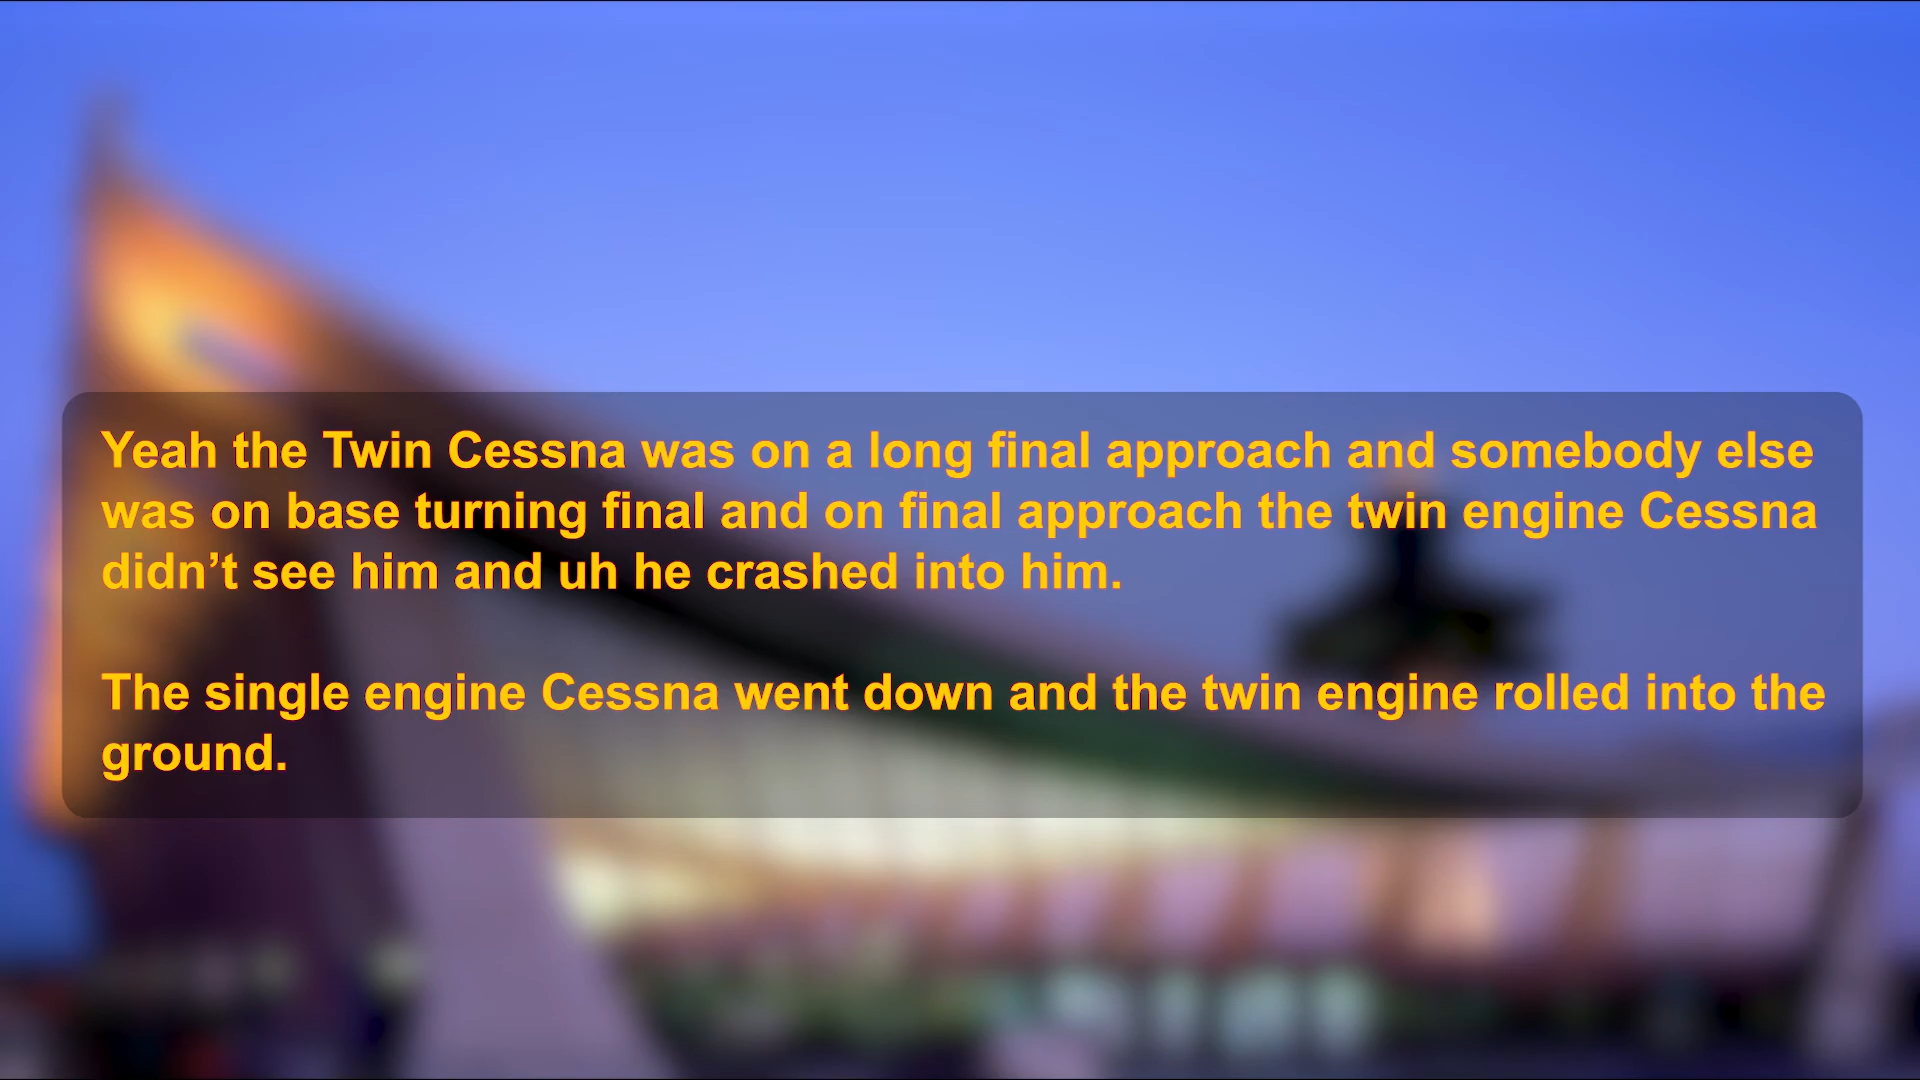 Yeah the Twin Cessna was on a long final approach and somebody else
was on base turning final and on final approach the twin engine Cessna
didn’t see him and uh he crashed into him.
The single engine Cessna went down and the twin engine rolled into the
ground.